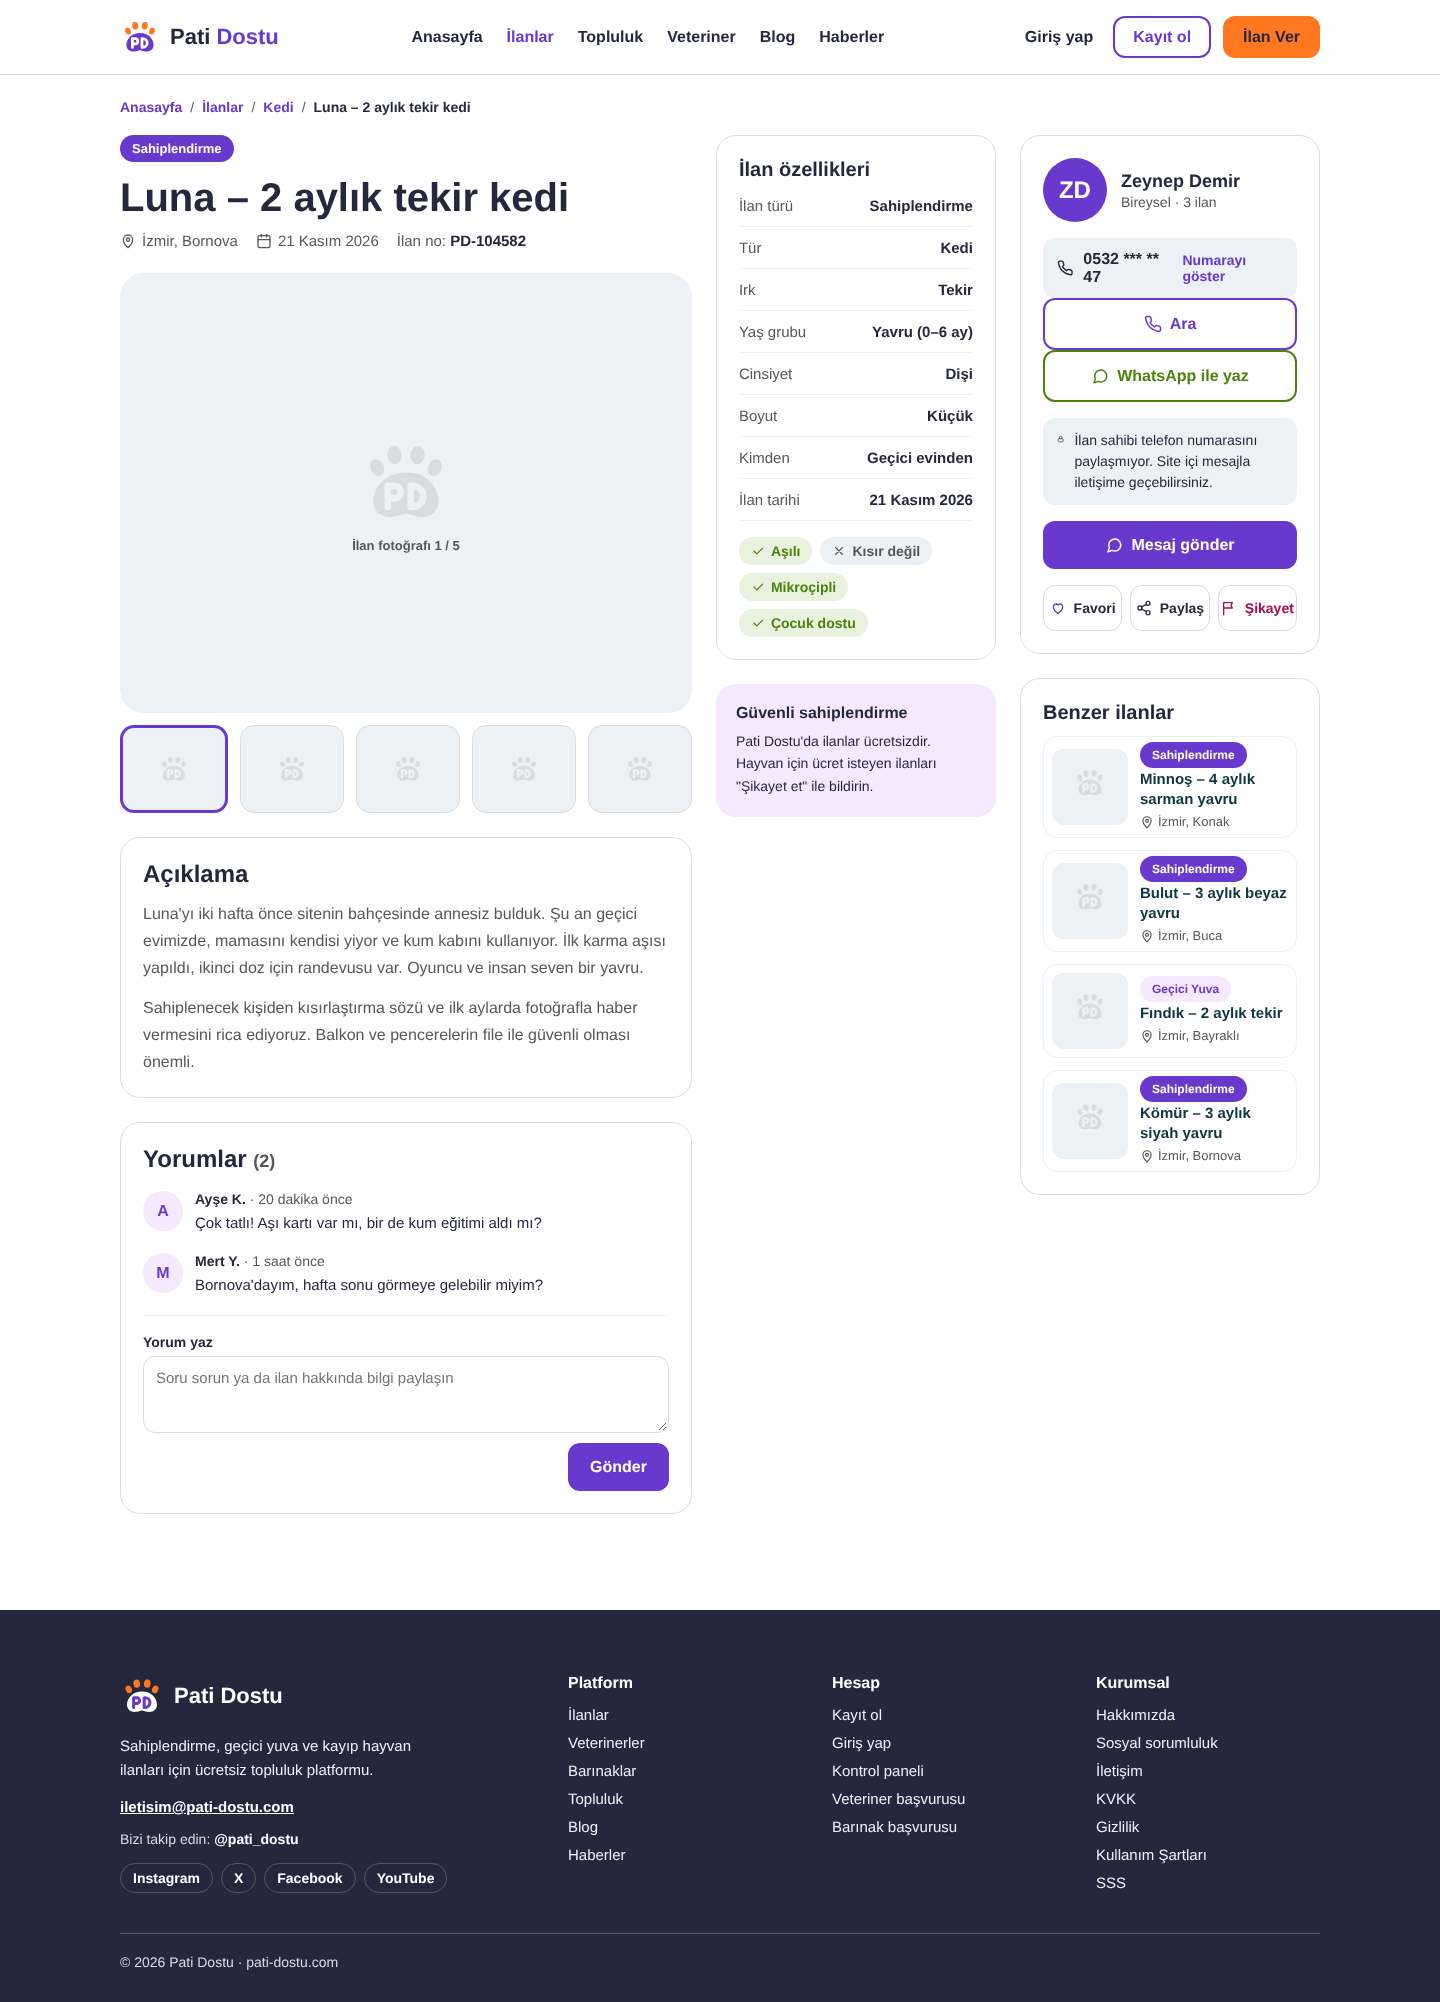 PD Pati Dostu
Anasayfa İlanlar Topluluk Veteriner Blog Haberler
Giriş yap Kayıt ol İlan Ver
Anasayfa / İlanlar / Kedi / Luna – 2 aylık tekir kedi
Sahiplendirme
Luna – 2 aylık tekir kedi
İzmir, Bornova 21 Kasım 2026 İlan no: PD-104582
PD
İlan fotoğrafı 1 / 5
PD PD PD PD PD
Açıklama
Luna'yı iki hafta önce sitenin bahçesinde annesiz bulduk. Şu an geçici
evimizde, mamasını kendisi yiyor ve kum kabını kullanıyor. İlk karma aşısı
yapıldı, ikinci doz için randevusu var. Oyuncu ve insan seven bir yavru.
Sahiplenecek kişiden kısırlaştırma sözü ve ilk aylarda fotoğrafla haber
vermesini rica ediyoruz. Balkon ve pencerelerin file ile güvenli olması
önemli.
Yorumlar (2)
A
Ayşe K. · 20 dakika önce
Çok tatlı! Aşı kartı var mı, bir de kum eğitimi aldı mı?
M
Mert Y. · 1 saat önce
Bornova'dayım, hafta sonu görmeye gelebilir miyim?
Yorum yaz
Soru sorun ya da ilan hakkında bilgi paylaşın
Gönder
İlan özellikleri
İlan türü Sahiplendirme
Tür Kedi
Irk Tekir
Yaş grubu Yavru (0–6 ay)
Cinsiyet Dişi
Boyut Küçük
Kimden Geçici evinden
İlan tarihi 21 Kasım 2026
Aşılı Kısır değil
Mikroçipli
Çocuk dostu
Güvenli sahiplendirme
Pati Dostu'da ilanlar ücretsizdir.
Hayvan için ücret isteyen ilanları
"Şikayet et" ile bildirin.
ZD
Zeynep Demir
Bireysel · 3 ilan
0532 *** **
47
Numarayı
göster
Ara
WhatsApp ile yaz
İlan sahibi telefon numarasını
paylaşmıyor. Site içi mesajla
iletişime geçebilirsiniz.
Mesaj gönder
Favori Paylaş Şikayet
Benzer ilanlar
PD
Sahiplendirme
Minnoş – 4 aylık
sarman yavru
İzmir, Konak
PD
Sahiplendirme
Bulut – 3 aylık beyaz
yavru
İzmir, Buca
PD
Geçici Yuva
Fındık – 2 aylık tekir
İzmir, Bayraklı
PD
Sahiplendirme
Kömür – 3 aylık
siyah yavru
İzmir, Bornova
PD Pati Dostu
Sahiplendirme, geçici yuva ve kayıp hayvan
ilanları için ücretsiz topluluk platformu.
iletisim@pati-dostu.com
Bizi takip edin: @pati_dostu
Instagram X Facebook YouTube
Platform
İlanlar
Veterinerler
Barınaklar
Topluluk
Blog
Haberler
Hesap
Kayıt ol
Giriş yap
Kontrol paneli
Veteriner başvurusu
Barınak başvurusu
Kurumsal
Hakkımızda
Sosyal sorumluluk
İletişim
KVKK
Gizlilik
Kullanım Şartları
SSS
© 2026 Pati Dostu · pati-dostu.com